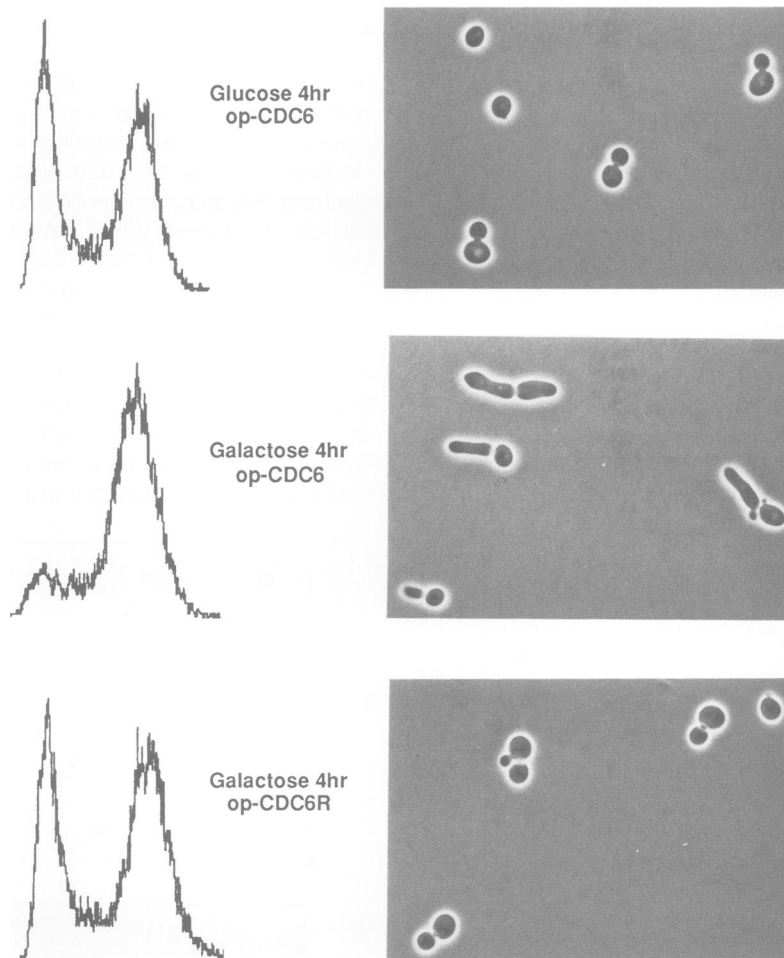 Glucose 4hr
op-CDC6
Galactose 4hr
op-CDC6
Galactose 4hr
op-CDC6R